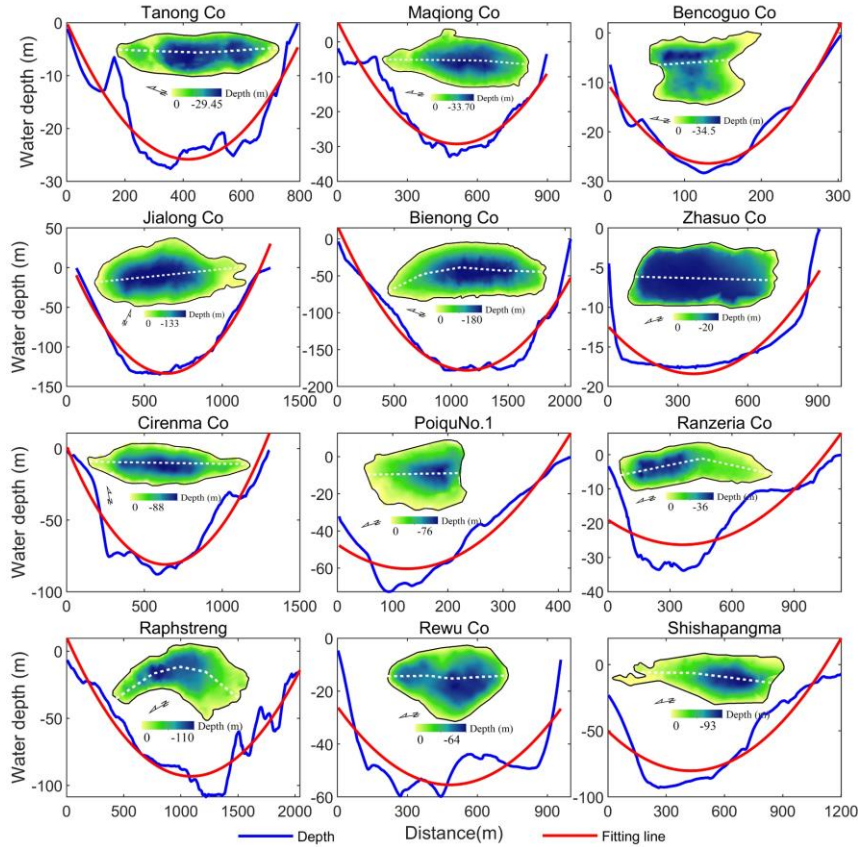 Tanong Co
Water depth (m)
0
-10
-20
-30
0 -29.45 Depth (m)
0 200 400 600 800
Maqiong Co
0
-10
-20
-30
-40
0 -33.70 Depth (m)
0 300 600 900
Bencoguo Co
0
-10
-20
-30
0 -34.5 Depth (m)
0 100 200 300
Jialong Co
Water depth (m)
50
0
-50
-100
-150
0 -133 Depth (m)
0 500 1000 1500
Bienong Co
0
-50
-100
-150
-200
0 -180 Depth (m)
0 500 1000 1500 2000
Zhasuo Co
0
-5
-10
15
20
0 -20 Depth (m)
0 300 600 900
Cirenma Co
Water depth (m)
0
-50
-100
0 -88 Depth (m)
0 500 1000 1500
PoiquNo.1
0
-20
-40
-60
0 -76 Depth (m)
0 100 200 300 400
Ranzeria Co
0
-10
-20
-30
-40
0 -36 Depth (m)
0 300 600 900
Raphstreng
Water depth (m)
0
-50
-100
0 -110 Depth (m)
0 500 1000 1500 2000
Rewu Co
0
-20
-40
-60
0 -64 Depth (m)
0 300 600 900
Shishapangma
0
-50
-100
0 -93 Depth (m)
0 300 600 900 1200
Depth
Distance(m)
Fitting line